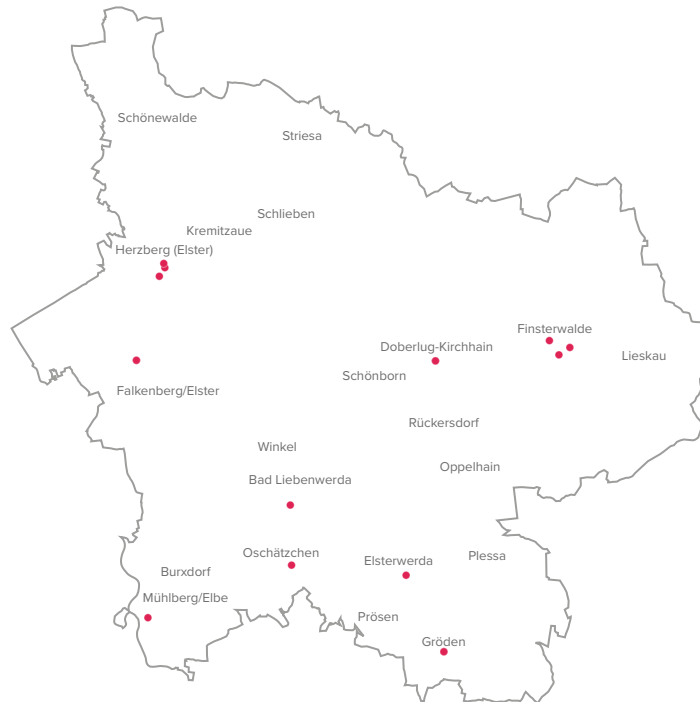 Schönewalde
Striesa
Schlieben
Kremitzaue
Herzberg (Elster)
Finsterwalde
Doberlug-Kirchhain
Lieskau
Schönborn
Falkenberg/Elster
Rückersdorf
Winkel
Oppelhain
Bad Liebenwerda
Oschätzchen
Plessa
Elsterwerda
Burxdorf
Mühlberg/Elbe
Prösen
Gröden